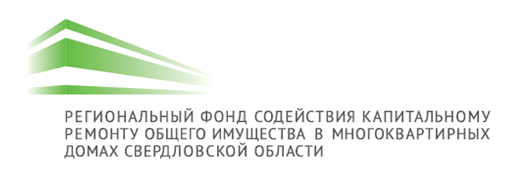 РЕГИОНАЛЬНЫЙ ФОНД СОДЕЙСТВИЯ КАПИТАЛЬНОМУ
РЕМОНТУ ОБЩЕГО ИМУЩЕСТВА В МНОГОКВАРТИРНЫХ
ДОМАХ СВЕРДЛОВСКОЙ ОБЛАСТИ